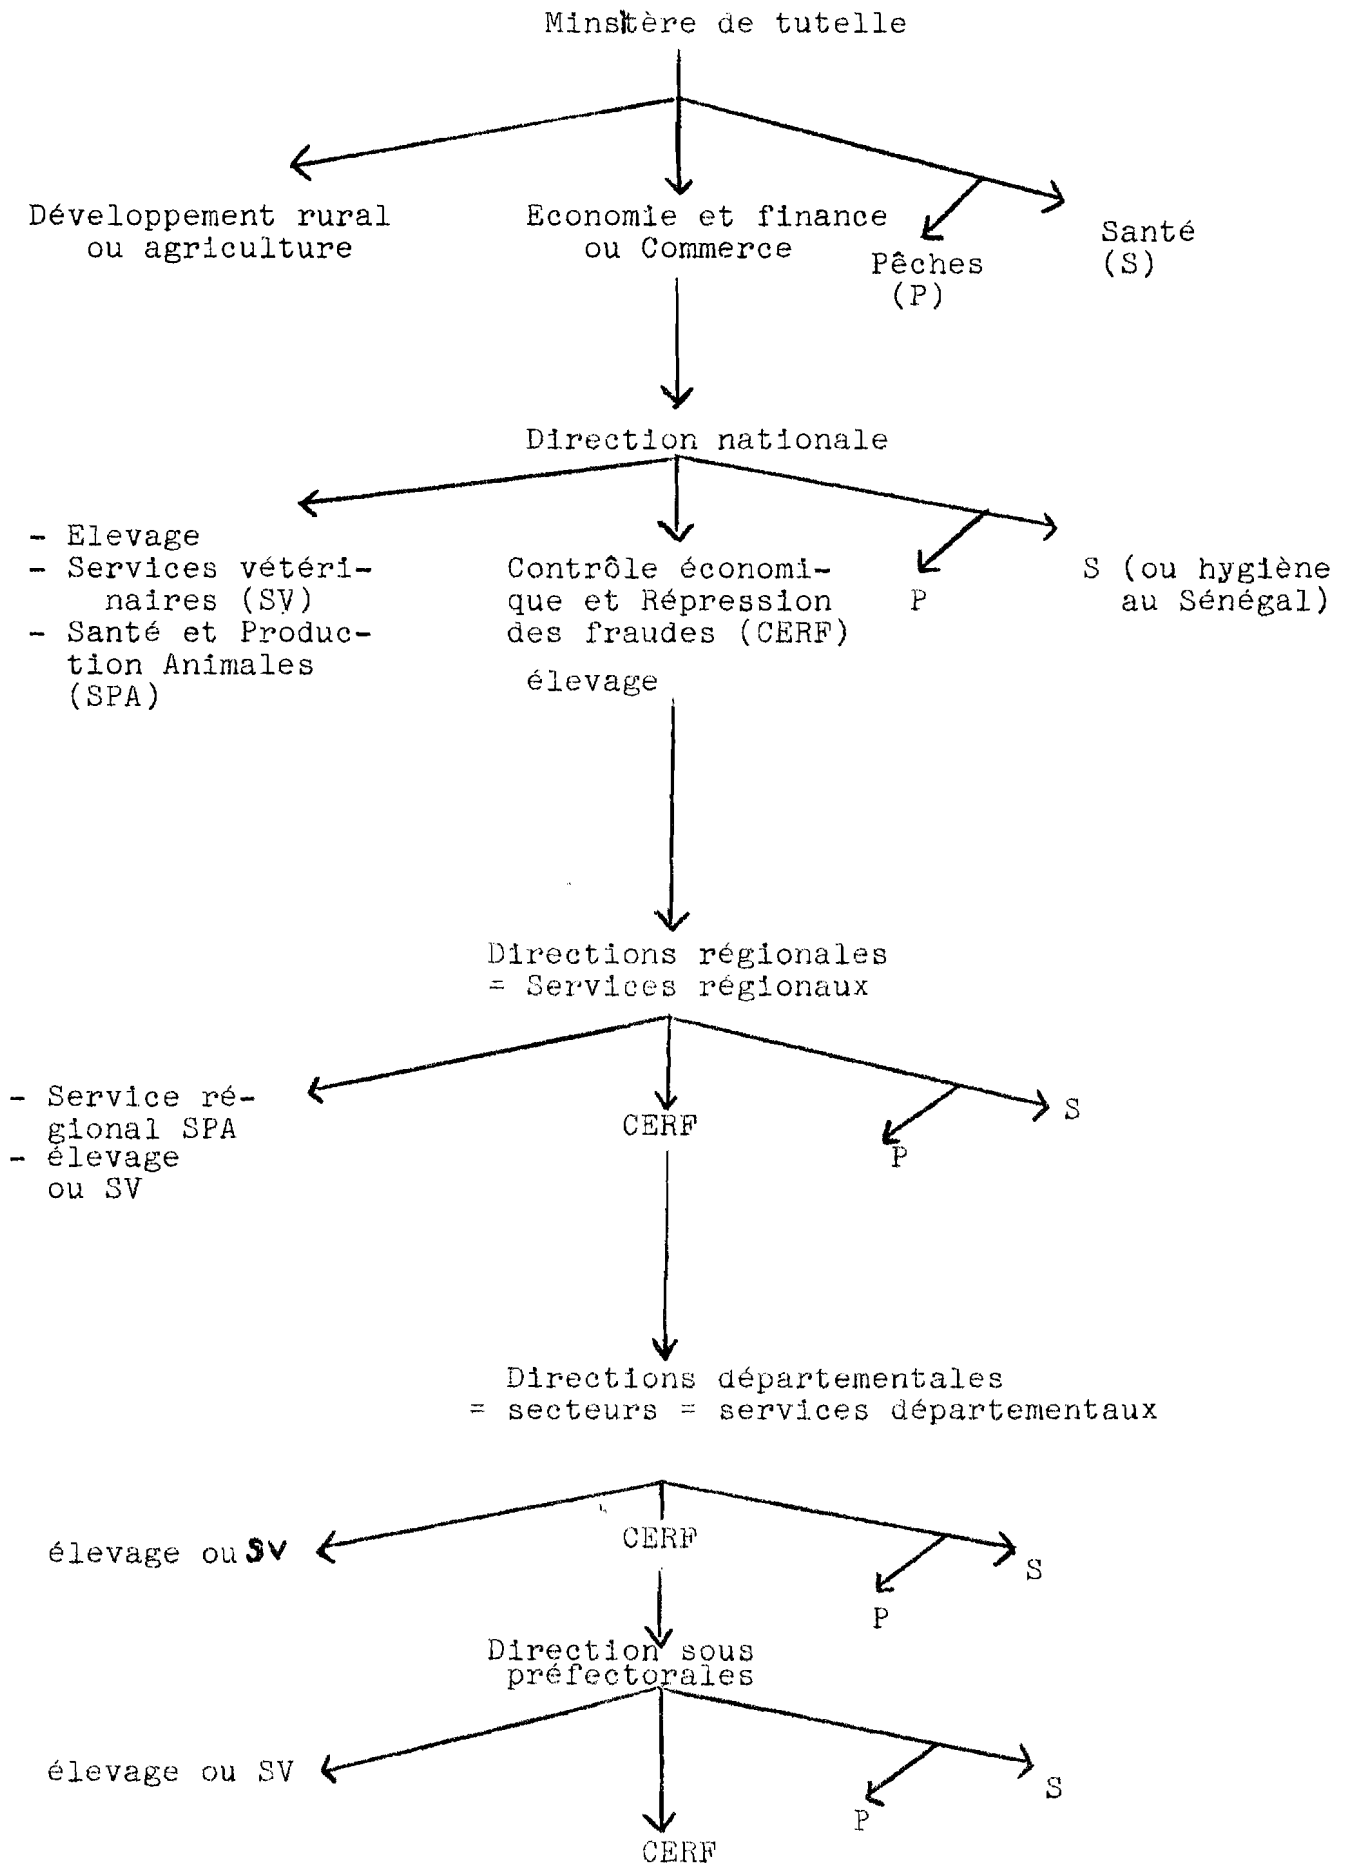 Minstère de tutelle
Développement rural
ou agriculture
Economie et finance
ou Commerce
Pêches
(P)
Santé
(S)
Direction nationale
- Elevage
- Services vétéri-
naires (SV)
- Santé et Produc-
tion Animales
(SPA)
Contrôle économi-
que et Répression
des fraudes (CERF)
élevage
P
S (ou hygiène
au Sénégal)
Directions régionales
= Services régionaux
- Service ré-
gional SPA
- élevage
ou SV
CERF
P
S
Directions départementales
= secteurs = services départementaux
élevage ou SV
CERF
P
S
Direction sous
préfectorales
élevage ou SV
CERF
P
S